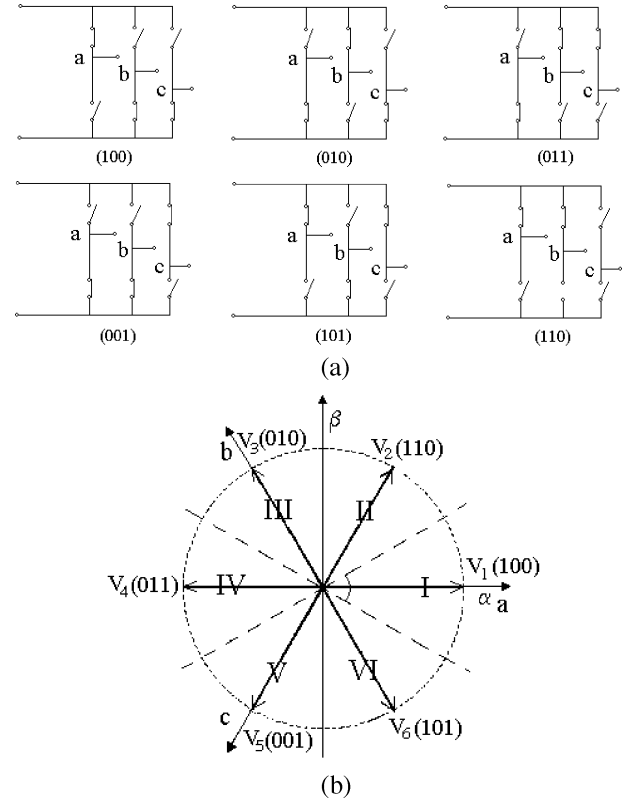 a b c
a b c
a b c
(100) (010) (011)
a b c
a b c
a b c
(001) (101) (110)
(a)
β
b V3(010) V2(110)
III II
V4(011) IV I V1(100)
α a
V VI
c V5(001) V6(101)
(b)